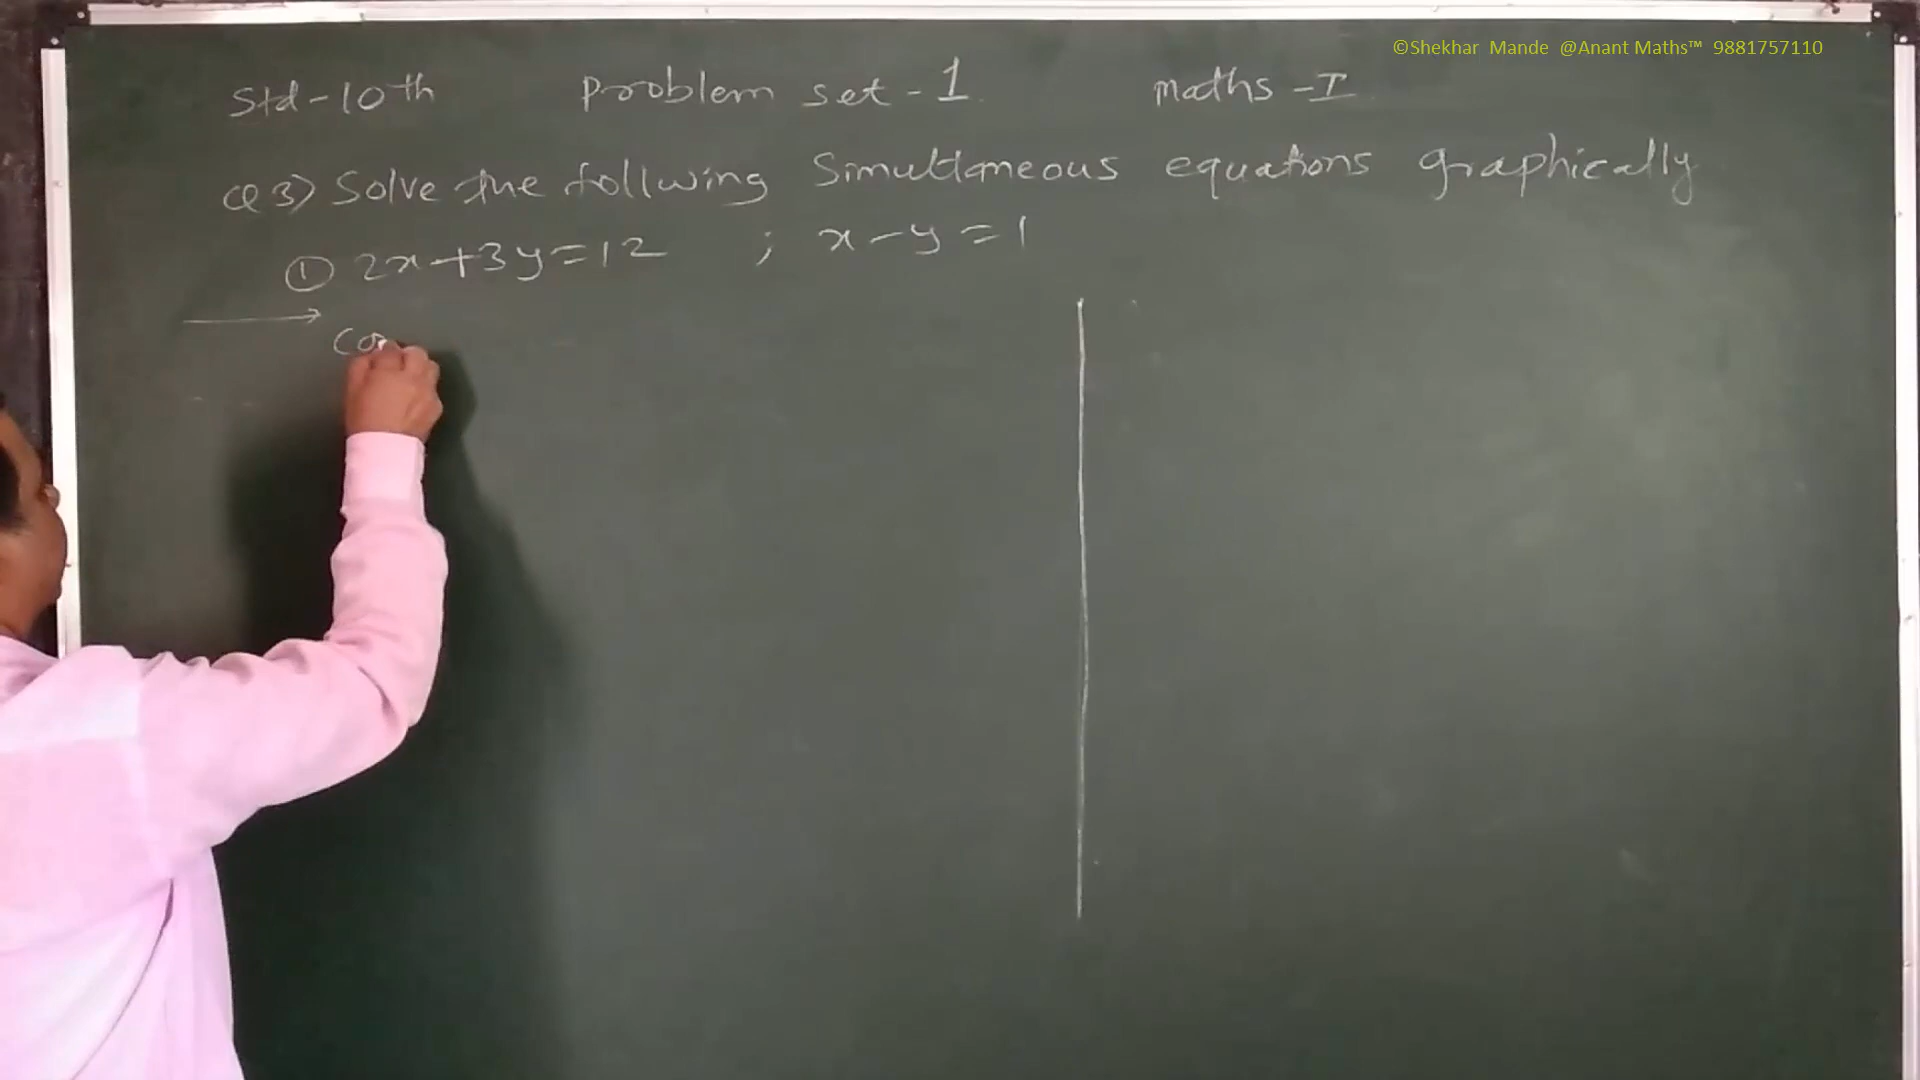 ©Shekhar Mande @Anant Maths™ 9881757110
Std-10th Problem set-1 maths-I
Q3) Solve the follwing Simultaneous equations graphically
① 2x+3y=12 ; x-y=1
Co